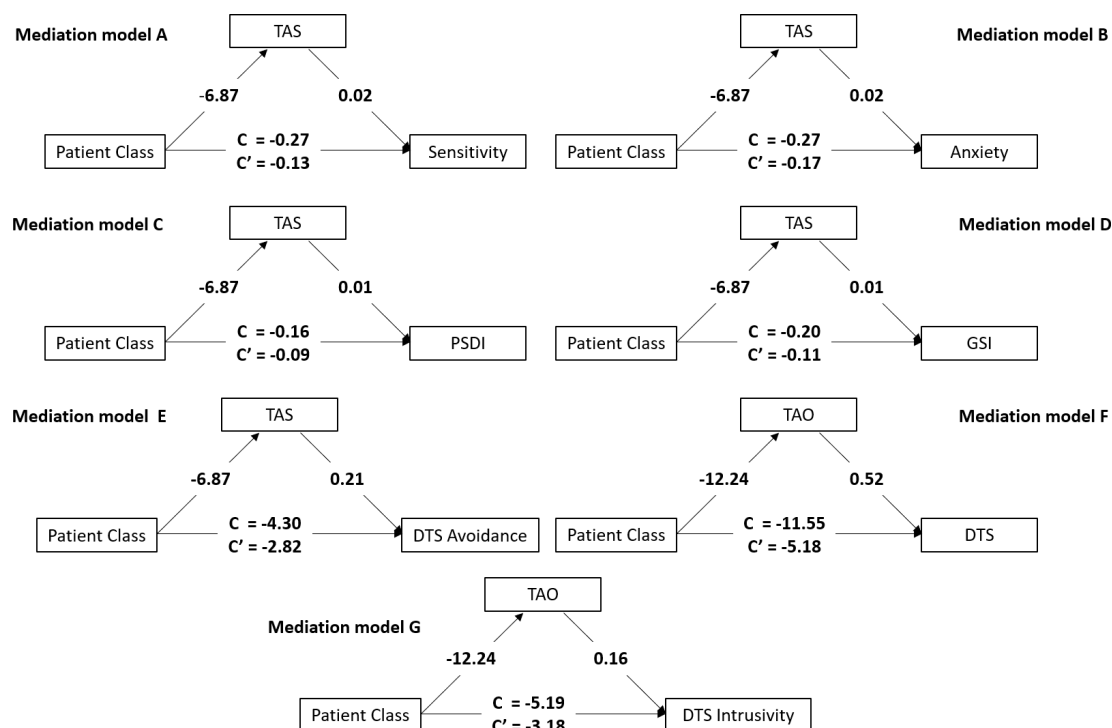 Mediation model A
TAS
-6.87
0.02
Patient Class
C = -0.27
C’ = -0.13
Sensitivity
Mediation model B
TAS
-6.87
0.02
Patient Class
C = -0.27
C’ = -0.17
Anxiety
Mediation model C
TAS
-6.87
0.01
Patient Class
C = -0.16
C’ = -0.09
PSDI
Mediation model D
TAS
-6.87
0.01
Patient Class
C = -0.20
C’ = -0.11
GSI
Mediation model E
TAS
-6.87
0.21
Patient Class
C = -4.30
C’ = -2.82
DTS Avoidance
Mediation model F
TAO
-12.24
0.52
Patient Class
C = -11.55
C’ = -5.18
DTS
Mediation model G
TAO
-12.24
0.16
Patient Class
C = -5.19
C’ = -3.18
DTS Intrusivity